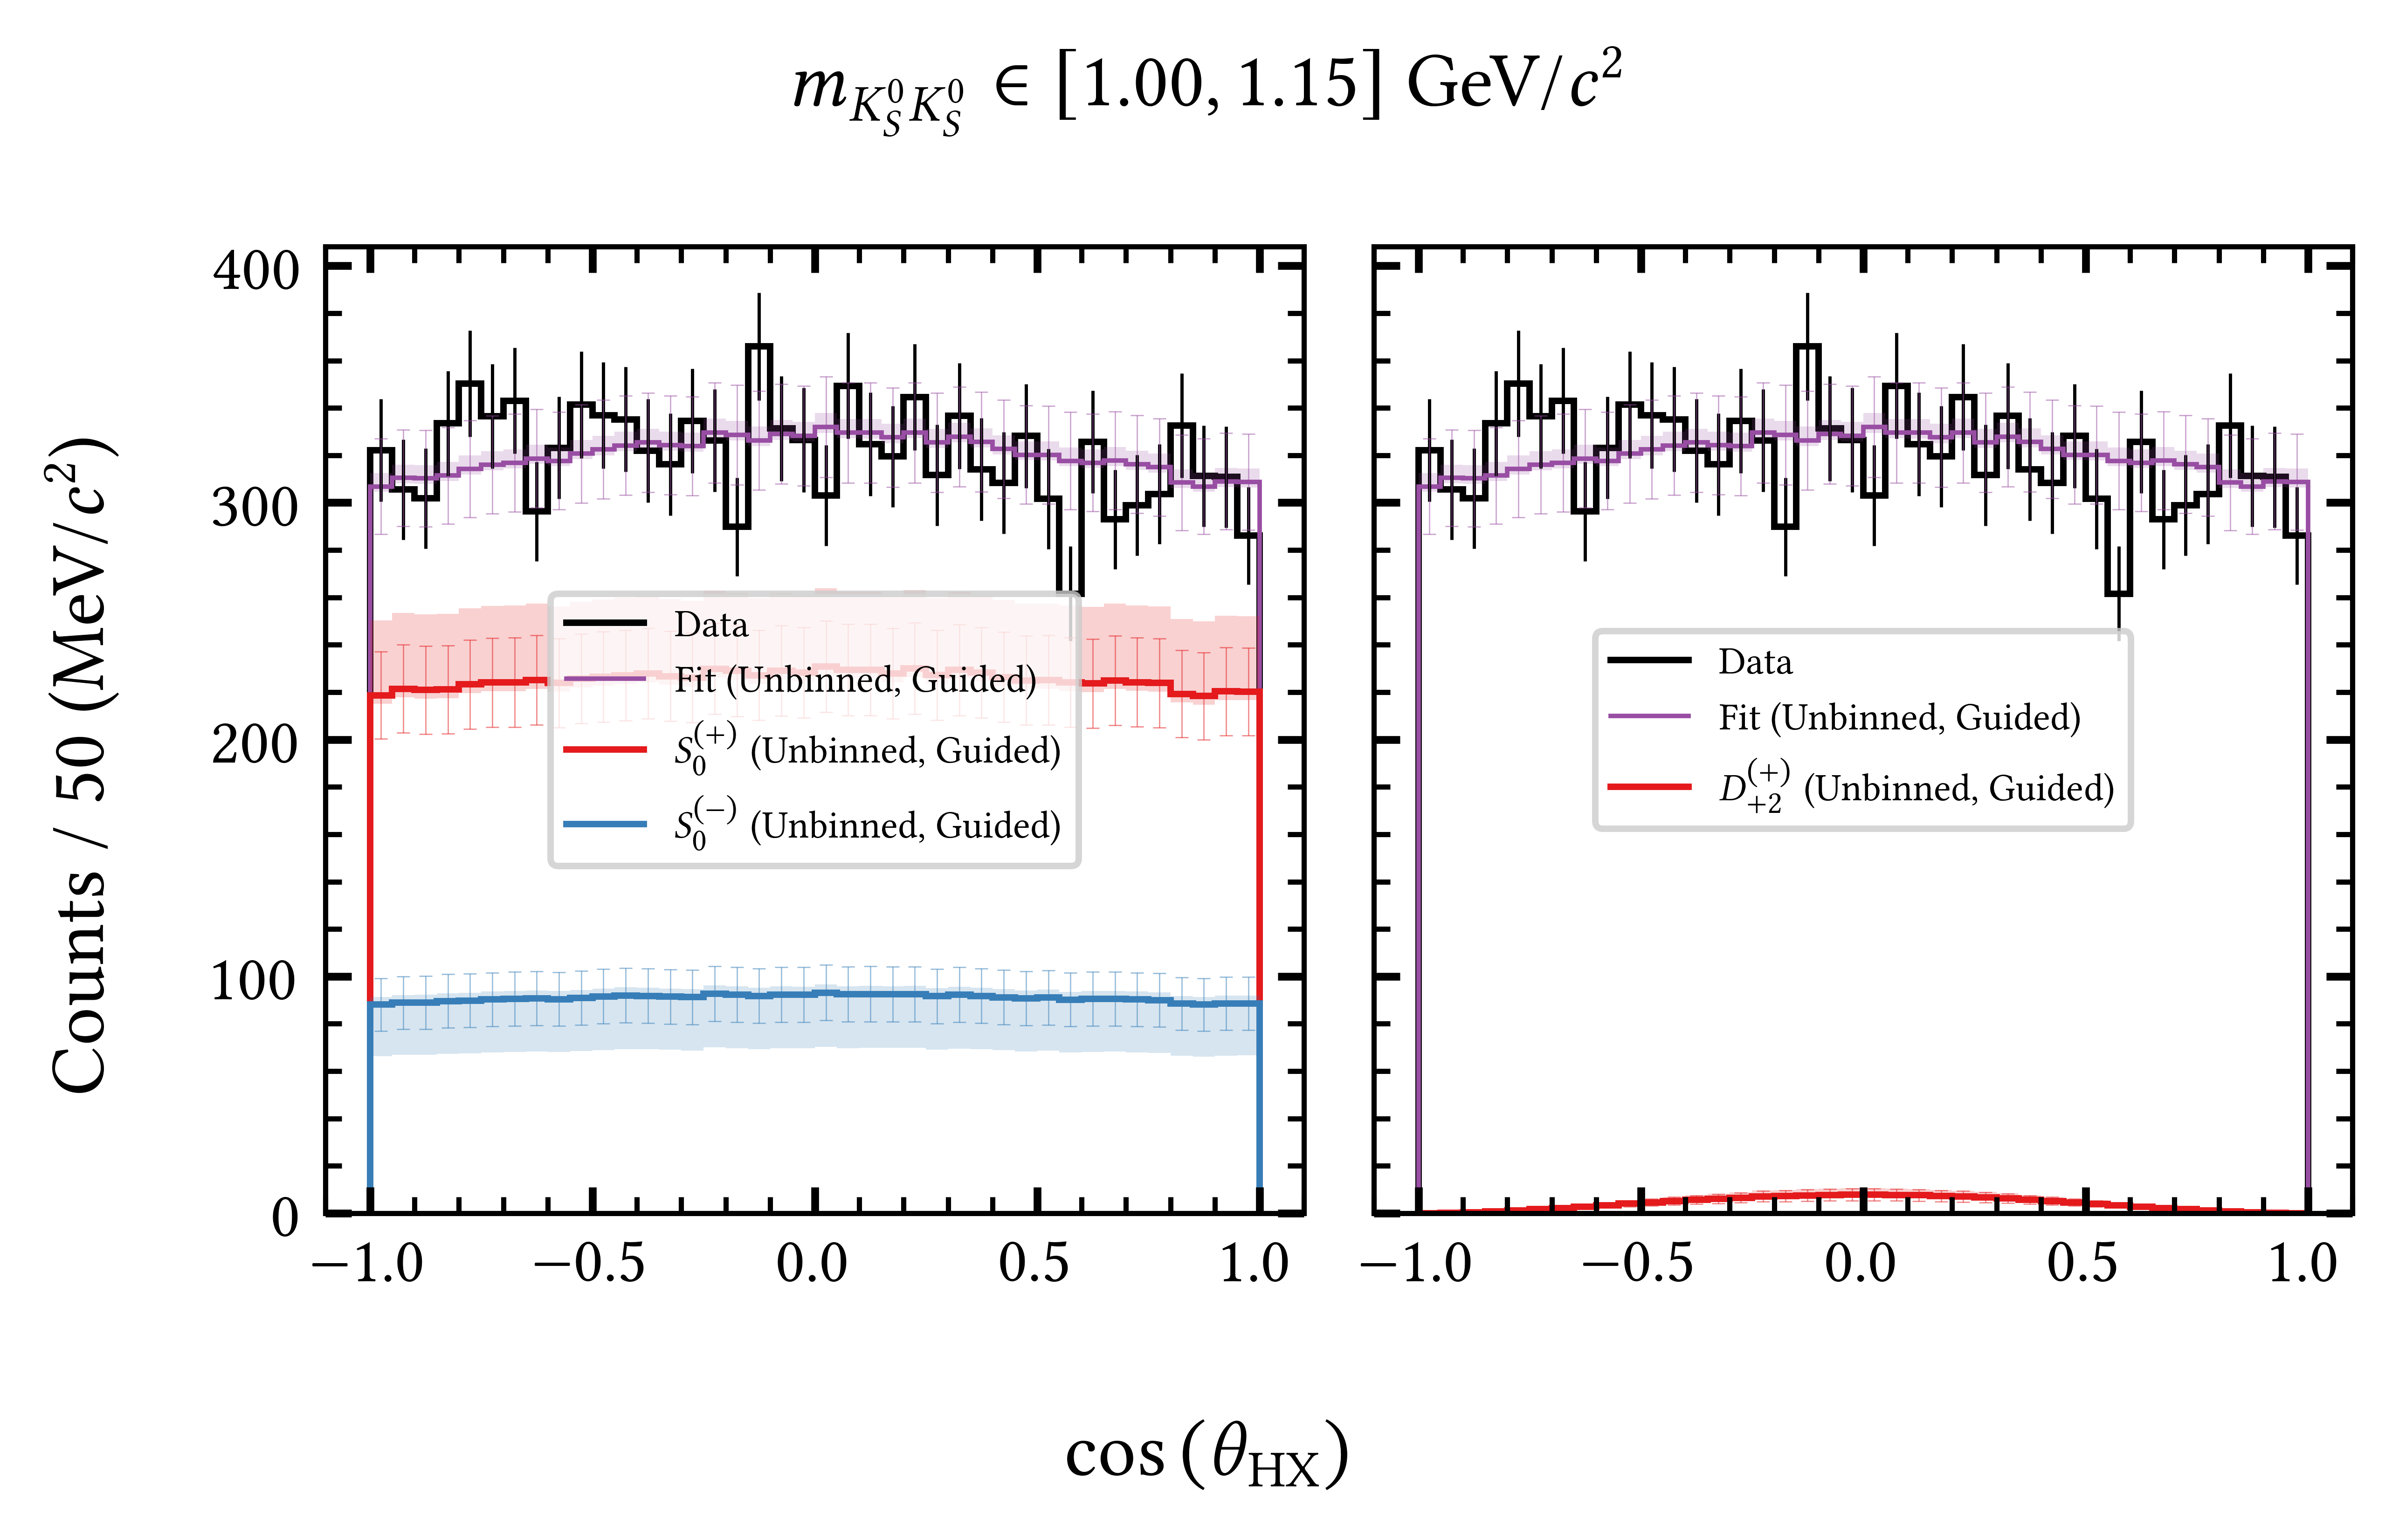 m_{K_S^0 K_S^0} ∈ [1.00, 1.15] GeV/c²
Counts / 50 (MeV/c²)
400
300
200
100
0
Data
Fit (Unbinned, Guided)
S_0^{(+)} (Unbinned, Guided)
S_0^{(−)} (Unbinned, Guided)
−1.0 −0.5 0.0 0.5 1.0
Data
Fit (Unbinned, Guided)
D_{+2}^{(+)} (Unbinned, Guided)
−1.0 −0.5 0.0 0.5 1.0
cos (θ_{HX})